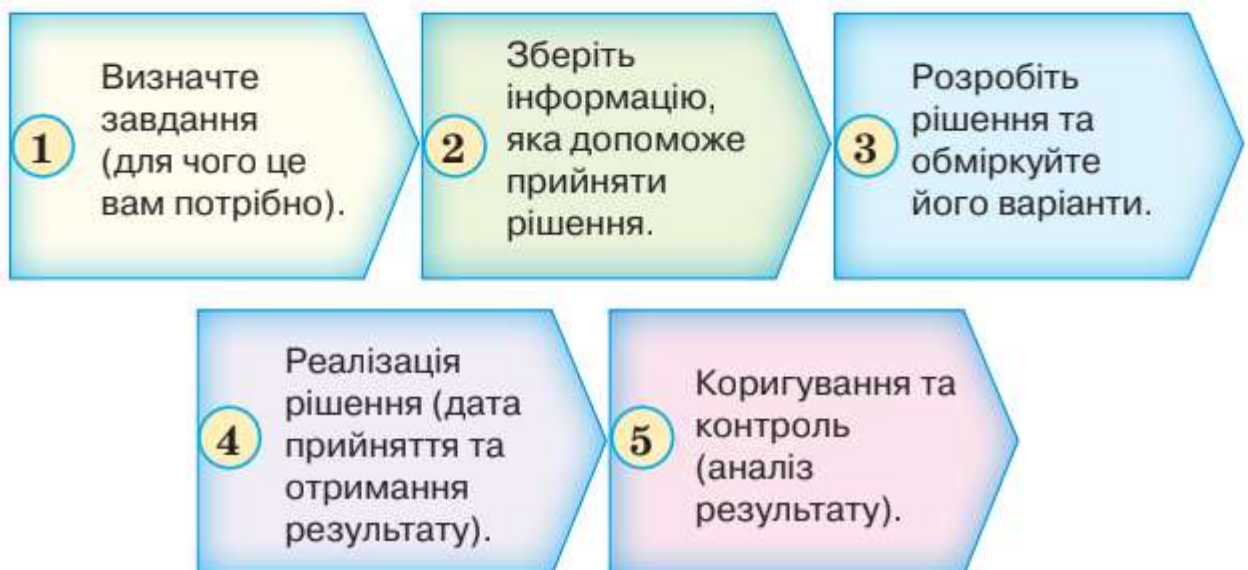 1
Визначте
завдання
(для чого це
вам потрібно).
2
Зберіть
інформацію,
яка допоможе
прийняти
рішення.
3
Розробіть
рішення та
обміркуйте
його варіанти.
4
Реалізація
рішення (дата
прийняття та
отримання
результату).
5
Коригування та
контроль
(аналіз
результату).